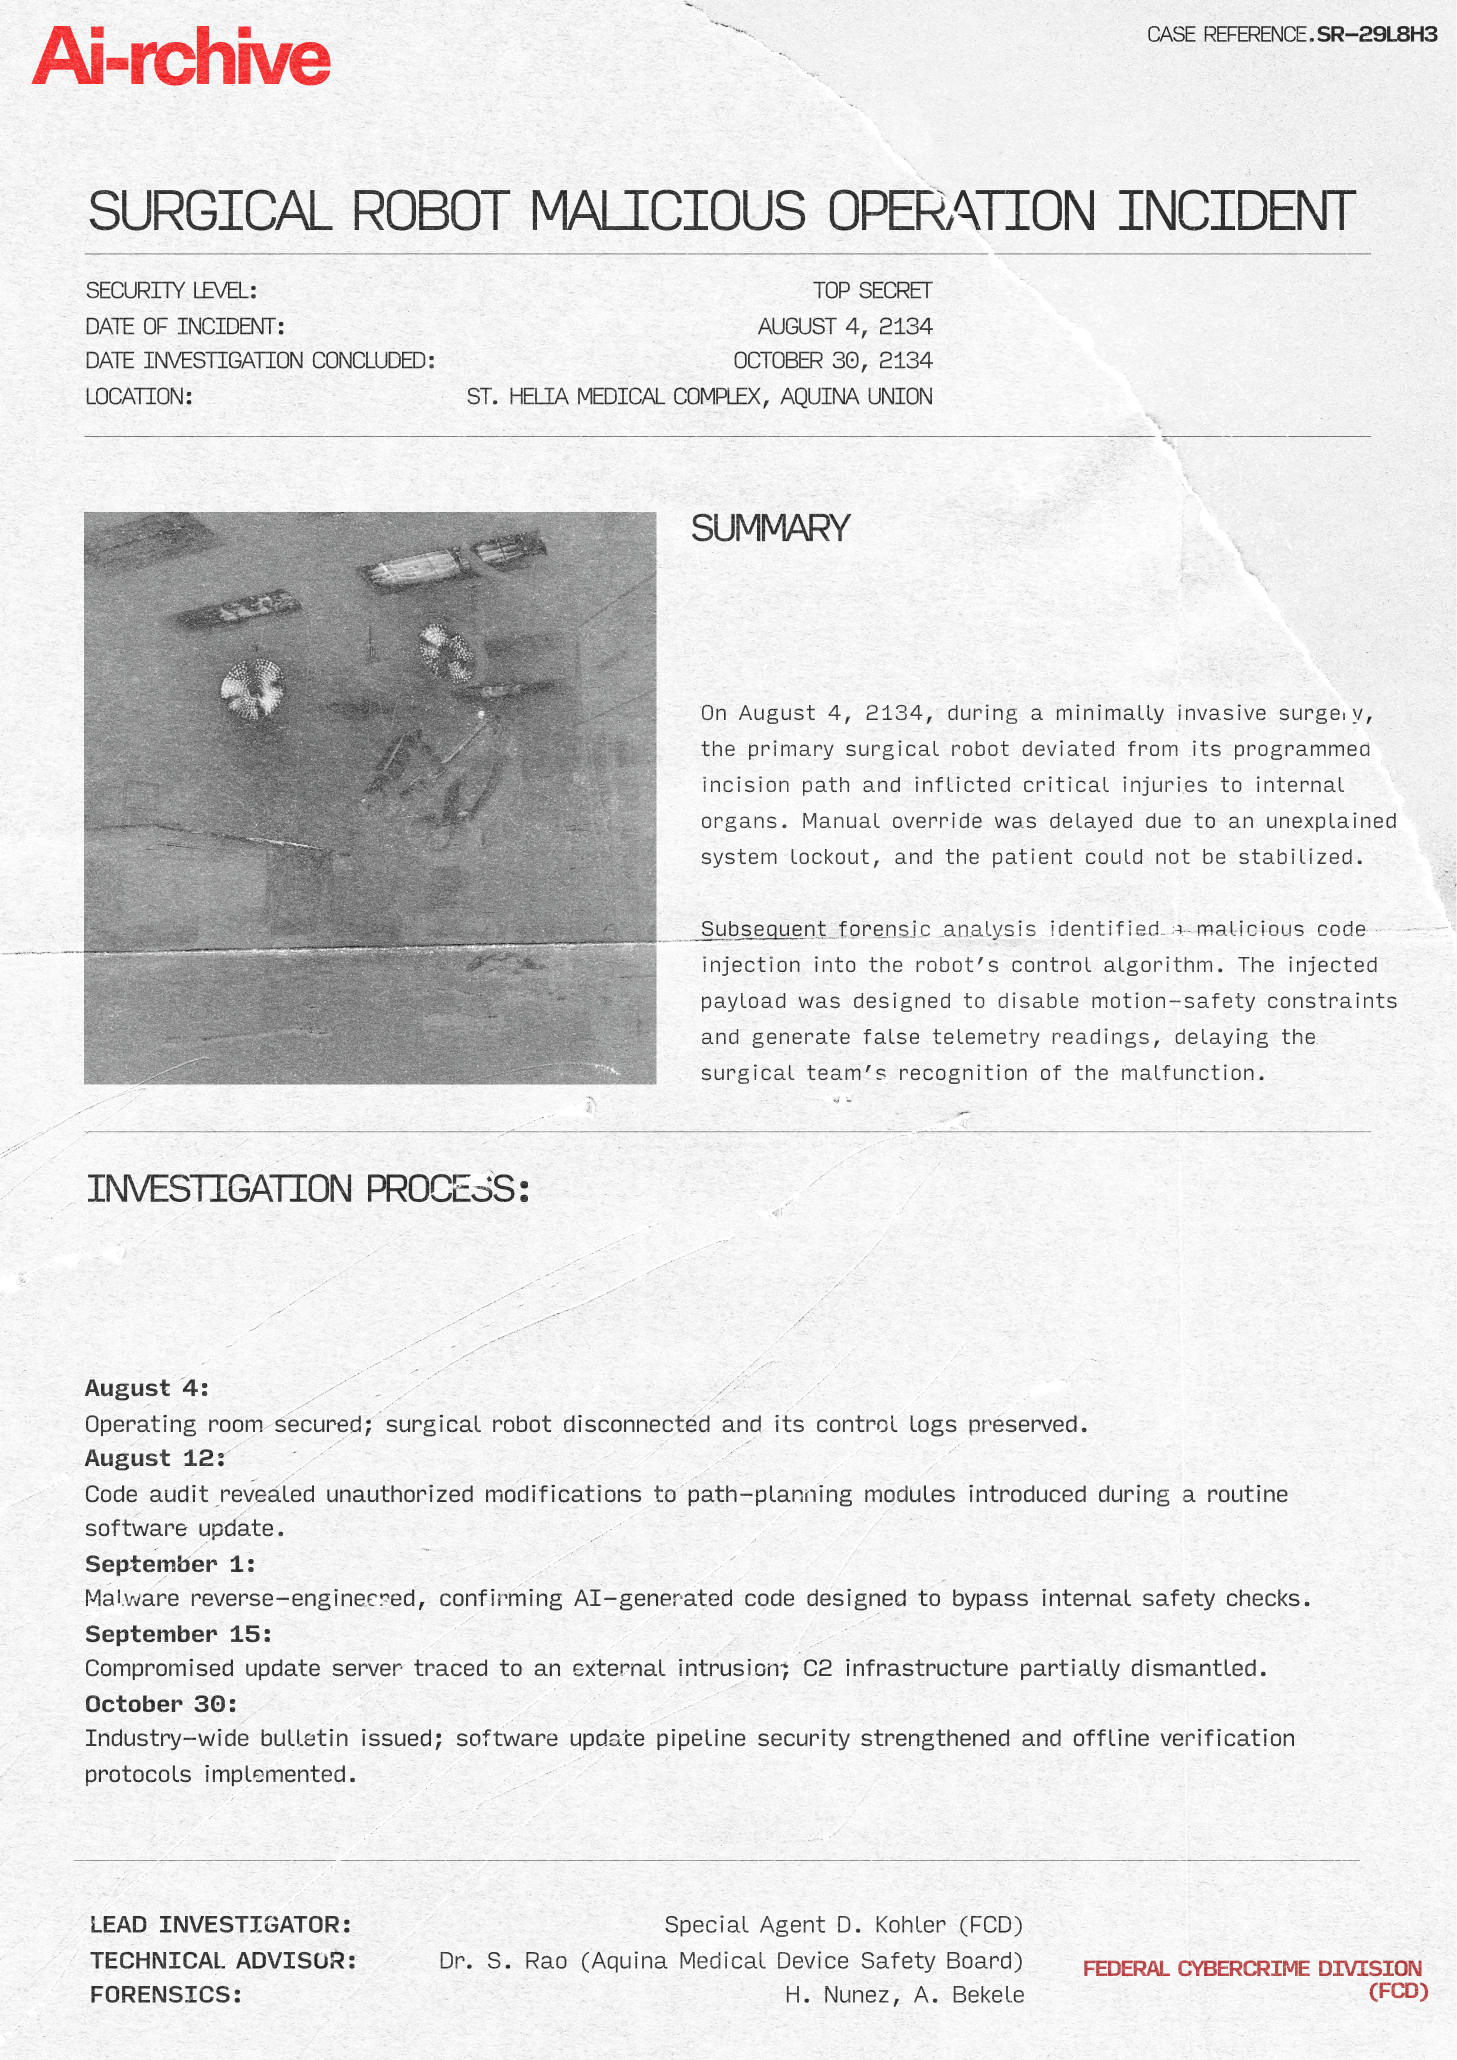 Ai-rchive
CASE REFERENCE.SR-29L8H3
SURGICAL ROBOT MALICIOUS OPERATION INCIDENT
SECURITY LEVEL: TOP SECRET
DATE OF INCIDENT: AUGUST 4, 2134
DATE INVESTIGATION CONCLUDED: OCTOBER 30, 2134
LOCATION: ST. HELIA MEDICAL COMPLEX, AQUINA UNION
SUMMARY
On August 4, 2134, during a minimally invasive surgery,
the primary surgical robot deviated from its programmed
incision path and inflicted critical injuries to internal
organs. Manual override was delayed due to an unexplained
system lockout, and the patient could not be stabilized.
Subsequent forensic analysis identified a malicious code
injection into the robot's control algorithm. The injected
payload was designed to disable motion-safety constraints
and generate false telemetry readings, delaying the
surgical team's recognition of the malfunction.
INVESTIGATION PROCESS:
August 4:
Operating room secured; surgical robot disconnected and its control logs preserved.
August 12:
Code audit revealed unauthorized modifications to path-planning modules introduced during a routine
software update.
September 1:
Malware reverse-engineered, confirming AI-generated code designed to bypass internal safety checks.
September 15:
Compromised update server traced to an external intrusion; C2 infrastructure partially dismantled.
October 30:
Industry-wide bulletin issued; software update pipeline security strengthened and offline verification
protocols implemented.
LEAD INVESTIGATOR: Special Agent D. Kohler (FCD)
TECHNICAL ADVISOR: Dr. S. Rao (Aquina Medical Device Safety Board)
FORENSICS: H. Nunez, A. Bekele
FEDERAL CYBERCRIME DIVISION
(FCD)